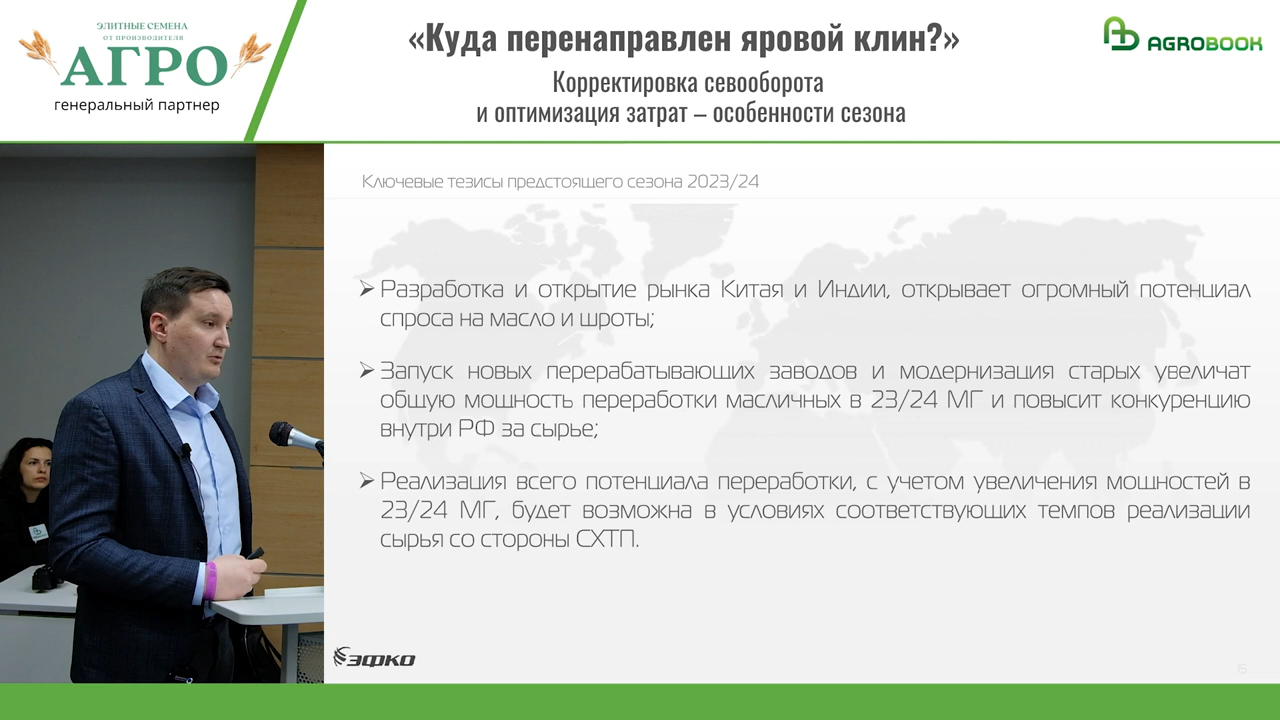 ЭЛИТНЫЕ СЕМЕНА
ОТ ПРОИЗВОДИТЕЛЯ
АГРО
генеральный партнер
«Куда перенаправлен яровой клин?»
Корректировка севооборота
и оптимизация затрат – особенности сезона
AGROBOOK
Ключевые тезисы предстоящего сезона 2023/24
➢ Разработка и открытие рынка Китая и Индии, открывает огромный потенциал
спроса на масло и шроты;
➢ Запуск новых перерабатывающих заводов и модернизация старых увеличат
общую мощность переработки масличных в 23/24 МГ и повысит конкуренцию
внутри РФ за сырье;
➢ Реализация всего потенциала переработки, с учетом увеличения мощностей в
23/24 МГ, будет возможна в условиях соответствующих темпов реализации
сырья со стороны СХТП.
ЭФКО
15